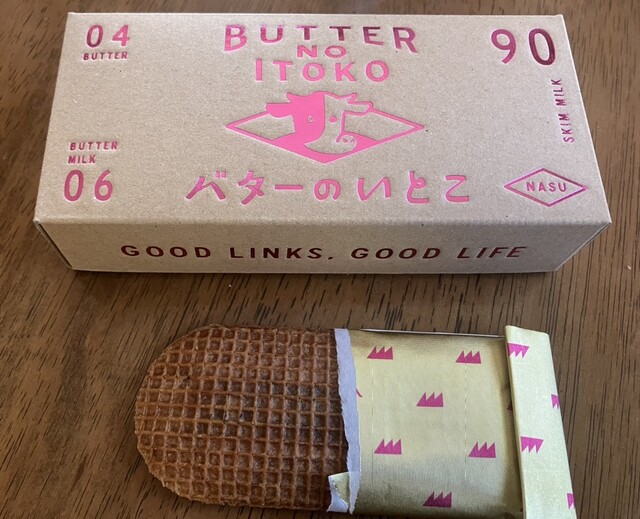 04
BUTTER
BUTTER
NO
ITOKO
90
SKIM MILK
BUTTER
MILK
06
バターのいとこ
NASU
GOOD LINKS, GOOD LIFE